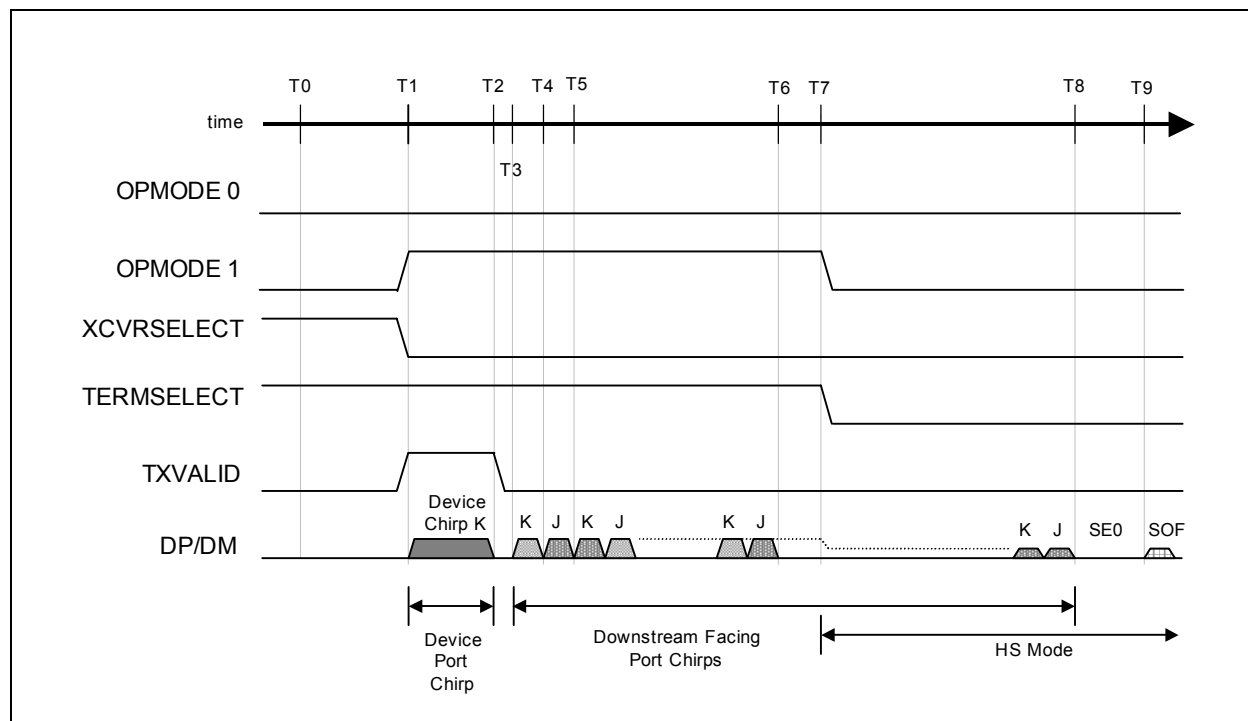 T0 T1 T2 T4 T5 T6 T7 T8 T9
time
T3
OPMODE 0
OPMODE 1
XCVRSELECT
TERMSELECT
TXVALID
Device
Chirp K
K J K J K J K J SE0 SOF
DP/DM
Device
Port
Chirp
Downstream Facing
Port Chirps
HS Mode